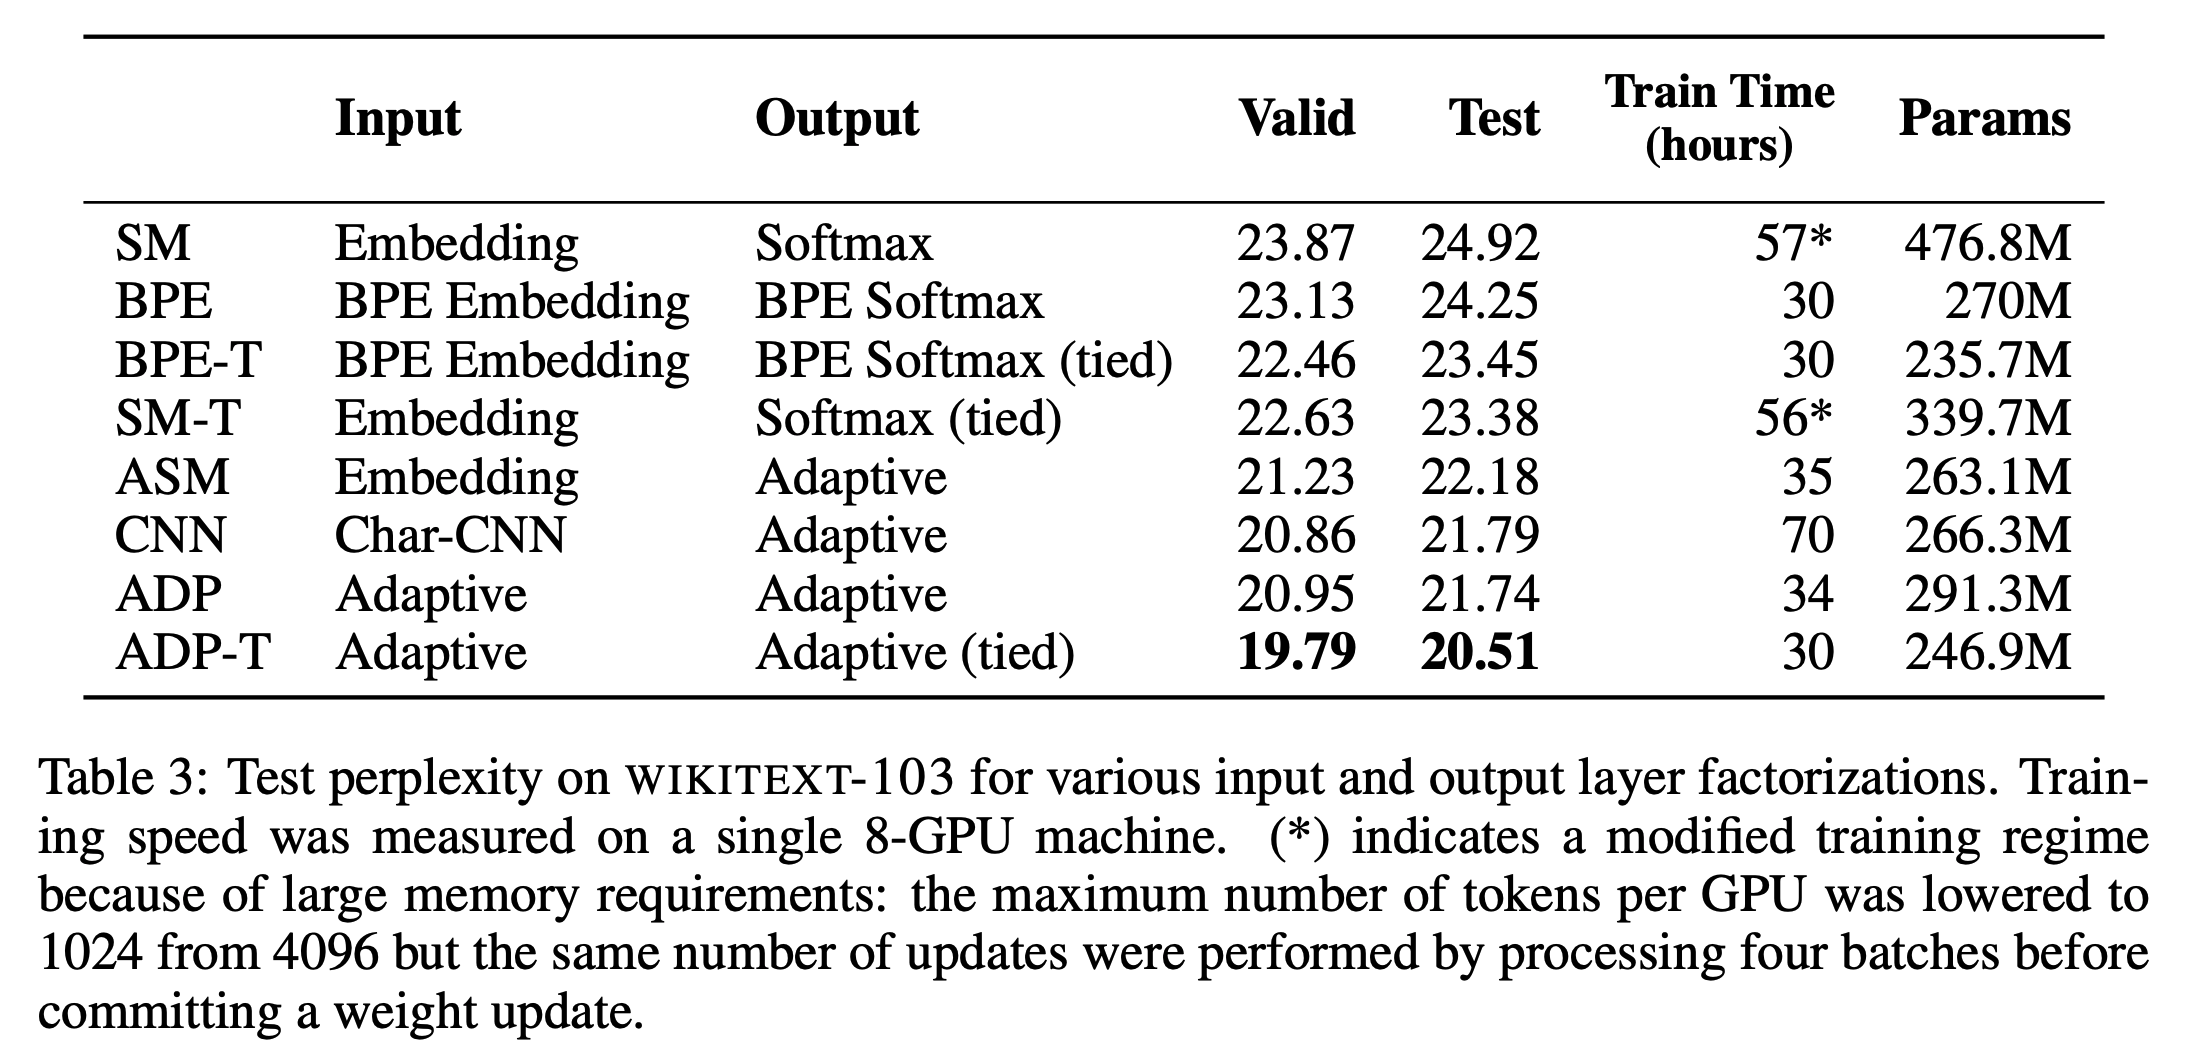 Input Output Valid Test Train Time (hours) Params
SM Embedding Softmax 23.87 24.92 57* 476.8M
BPE BPE Embedding BPE Softmax 23.13 24.25 30 270M
BPE-T BPE Embedding BPE Softmax (tied) 22.46 23.45 30 235.7M
SM-T Embedding Softmax (tied) 22.63 23.38 56* 339.7M
ASM Embedding Adaptive 21.23 22.18 35 263.1M
CNN Char-CNN Adaptive 20.86 21.79 70 266.3M
ADP Adaptive Adaptive 20.95 21.74 34 291.3M
ADP-T Adaptive Adaptive (tied) 19.79 20.51 30 246.9M
Table 3: Test perplexity on WIKITEXT-103 for various input and output layer factorizations. Train-
ing speed was measured on a single 8-GPU machine. (*) indicates a modified training regime
because of large memory requirements: the maximum number of tokens per GPU was lowered to
1024 from 4096 but the same number of updates were performed by processing four batches before
committing a weight update.